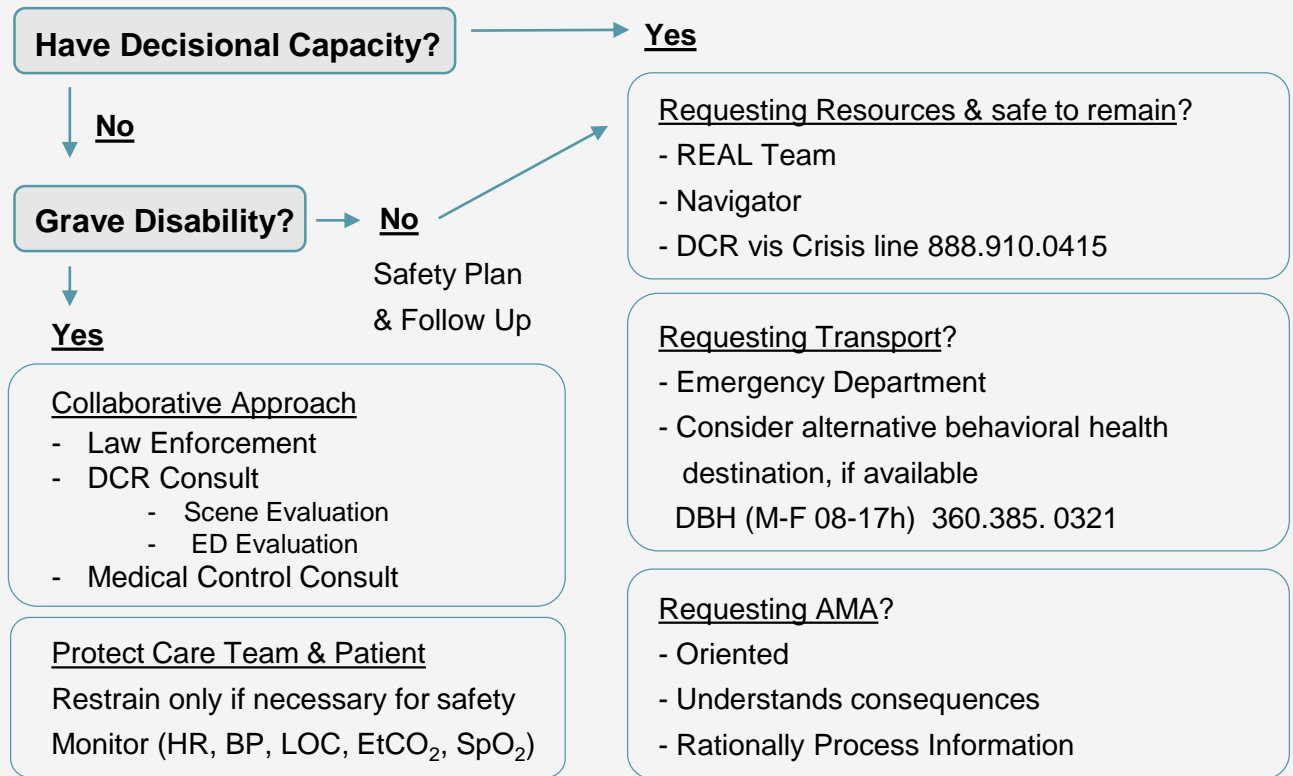 Have Decisional Capacity?
Yes
No
Grave Disability?
No
Safety Plan
& Follow Up
Yes
Collaborative Approach
- Law Enforcement
- DCR Consult
- Scene Evaluation
- ED Evaluation
- Medical Control Consult
Protect Care Team & Patient
Restrain only if necessary for safety
Monitor (HR, BP, LOC, EtCO₂, SpO₂)
Requesting Resources & safe to remain?
- REAL Team
- Navigator
- DCR vis Crisis line 888.910.0415
Requesting Transport?
- Emergency Department
- Consider alternative behavioral health
destination, if available
DBH (M-F 08-17h) 360.385. 0321
Requesting AMA?
- Oriented
- Understands consequences
- Rationally Process Information